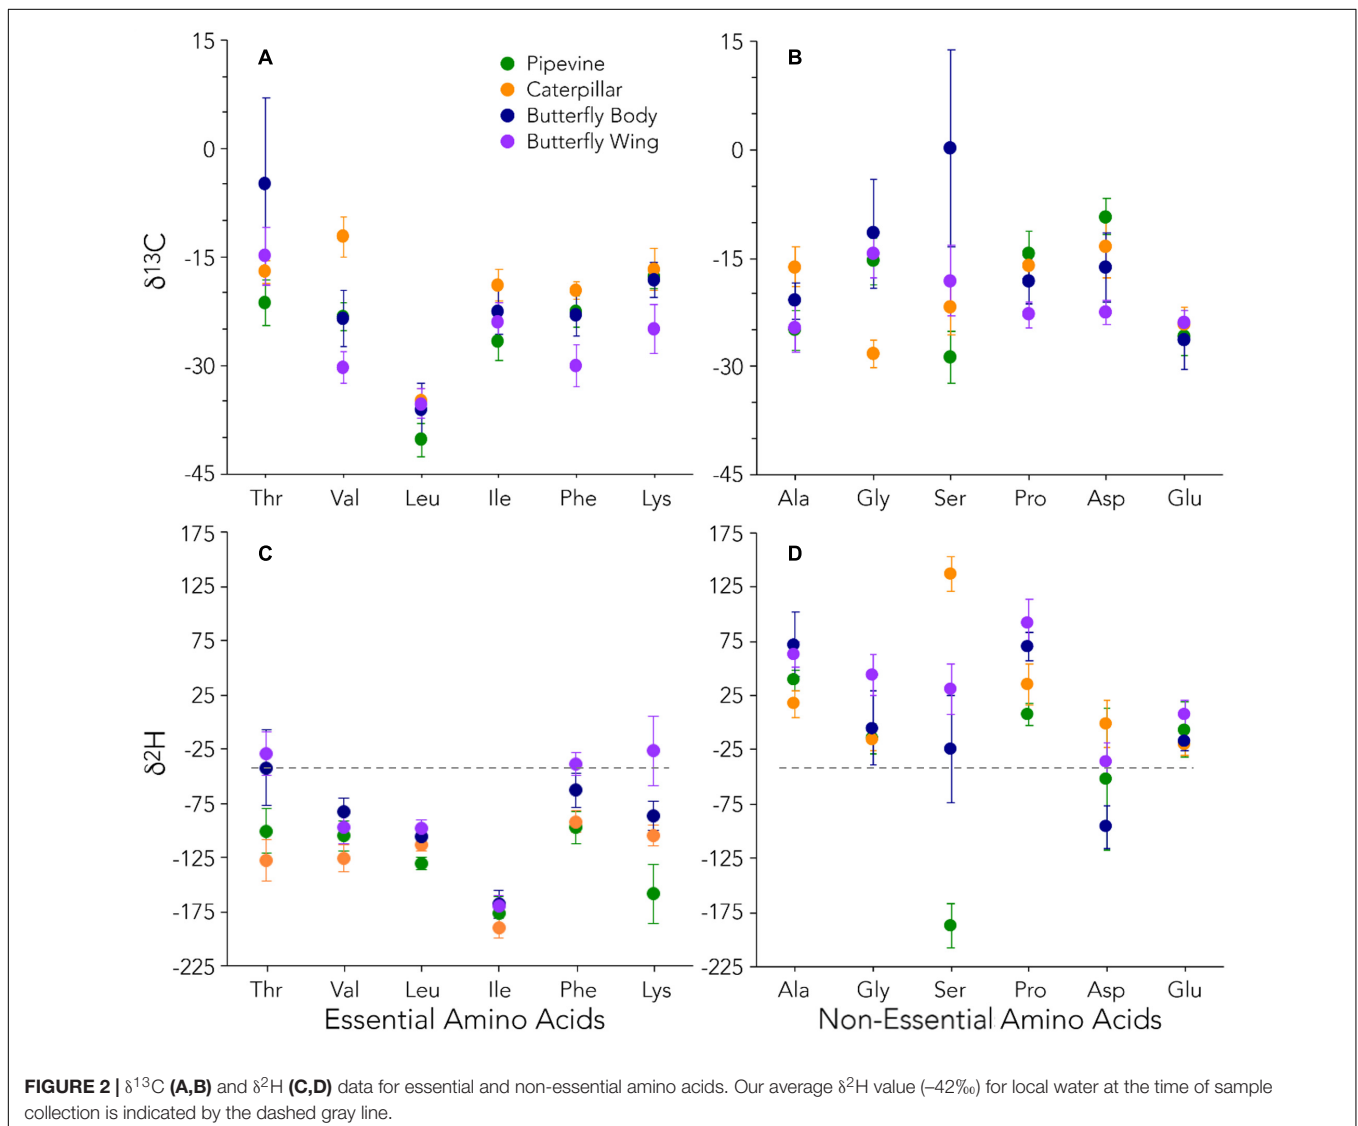 A
B
Pipevine
Caterpillar
Butterfly Body
Butterfly Wing
15
0
-15
-30
-45
δ13C
Thr Val Leu Ile Phe Lys
15
0
-15
-30
-45
Ala Gly Ser Pro Asp Glu
C
D
175
125
75
25
-25
-75
-125
-175
-225
δ2H
Thr Val Leu Ile Phe Lys
Essential Amino Acids
175
125
75
25
-25
-75
-125
-175
-225
Ala Gly Ser Pro Asp Glu
Non-Essential Amino Acids
FIGURE 2 | δ¹³C (A,B) and δ²H (C,D) data for essential and non-essential amino acids. Our average δ²H value (–42‰) for local water at the time of sample
collection is indicated by the dashed gray line.